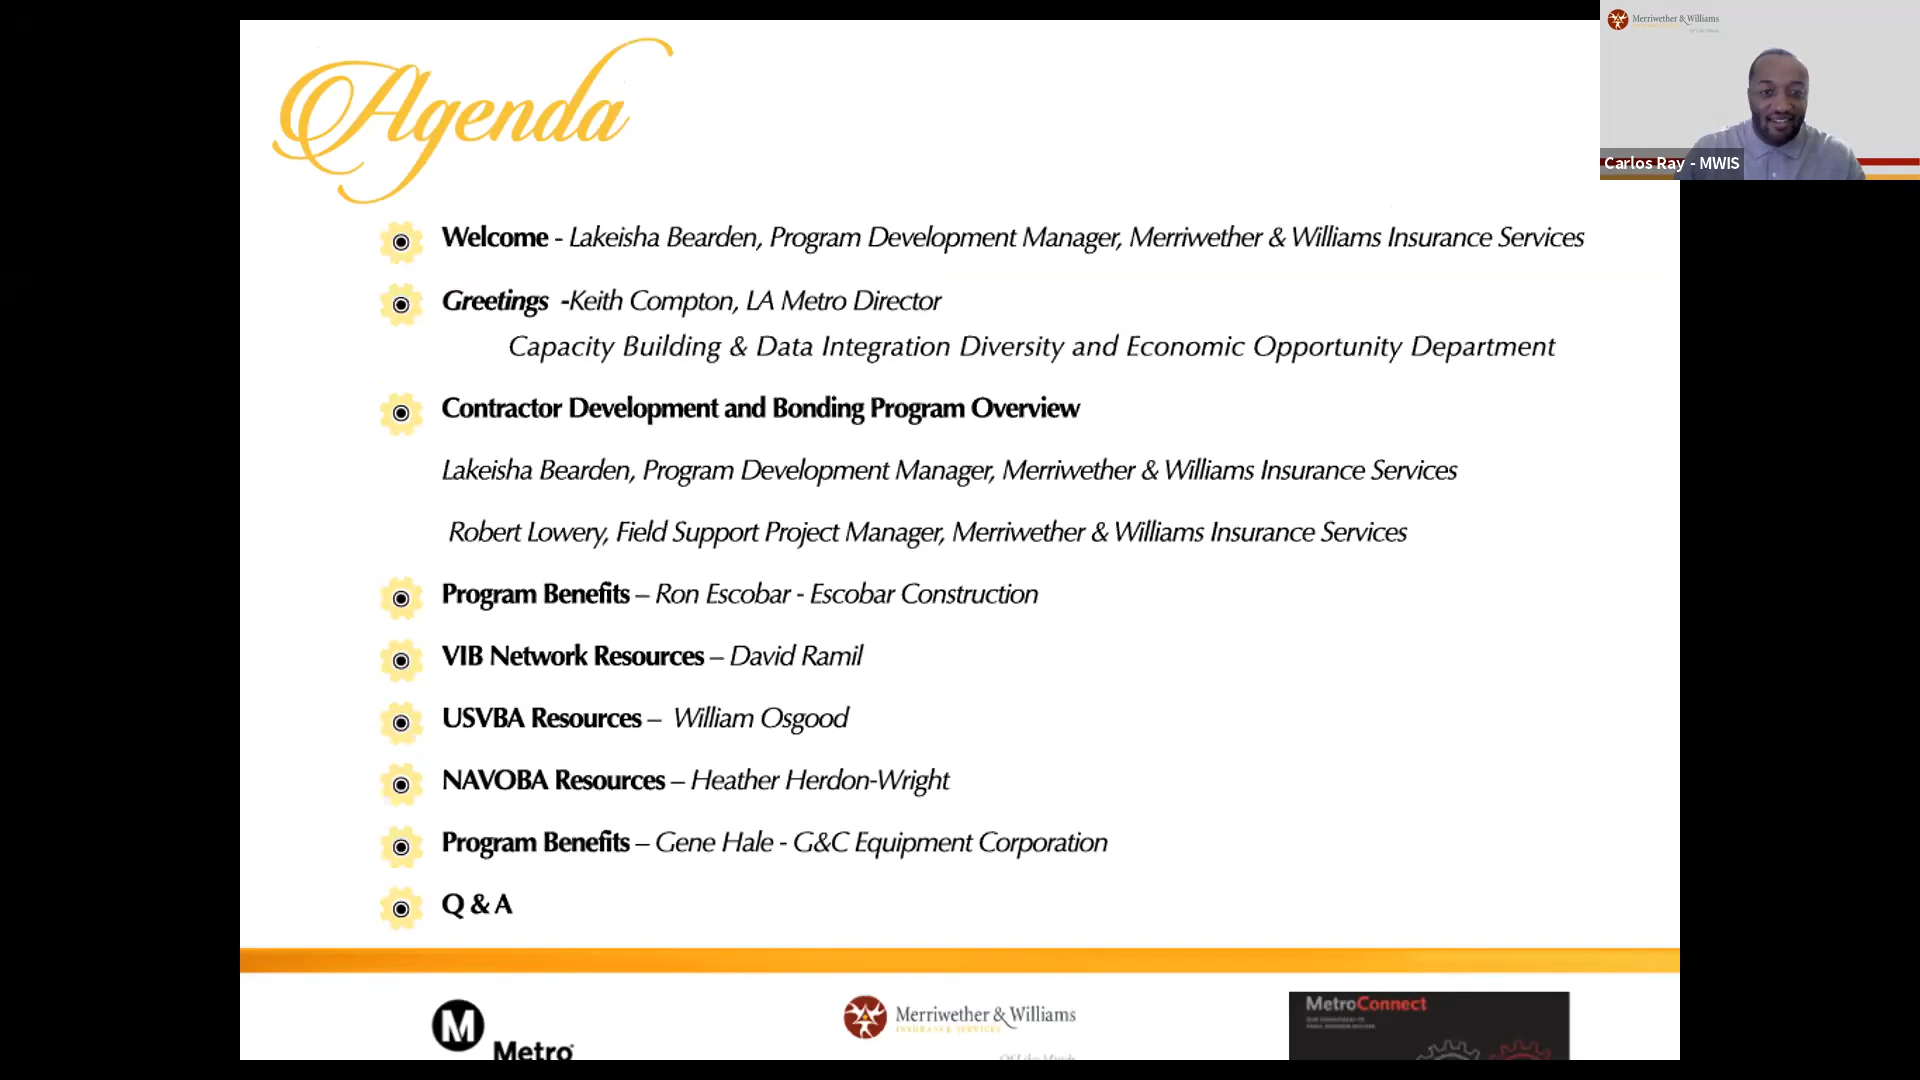 Agenda
Merriwether & Williams
Carlos Ray - MWIS
Welcome - Lakeisha Bearden, Program Development Manager, Merriwether & Williams Insurance Services
Greetings -Keith Compton, LA Metro Director
Capacity Building & Data Integration Diversity and Economic Opportunity Department
Contractor Development and Bonding Program Overview
Lakeisha Bearden, Program Development Manager, Merriwether & Williams Insurance Services
Robert Lowery, Field Support Project Manager, Merriwether & Williams Insurance Services
Program Benefits – Ron Escobar - Escobar Construction
VIB Network Resources – David Ramil
USVBA Resources – William Osgood
NAVOBA Resources – Heather Herdon-Wright
Program Benefits – Gene Hale - G&C Equipment Corporation
Q & A
M
Metro
Merriwether & Williams
INSURANCE SERVICES
MetroConnect